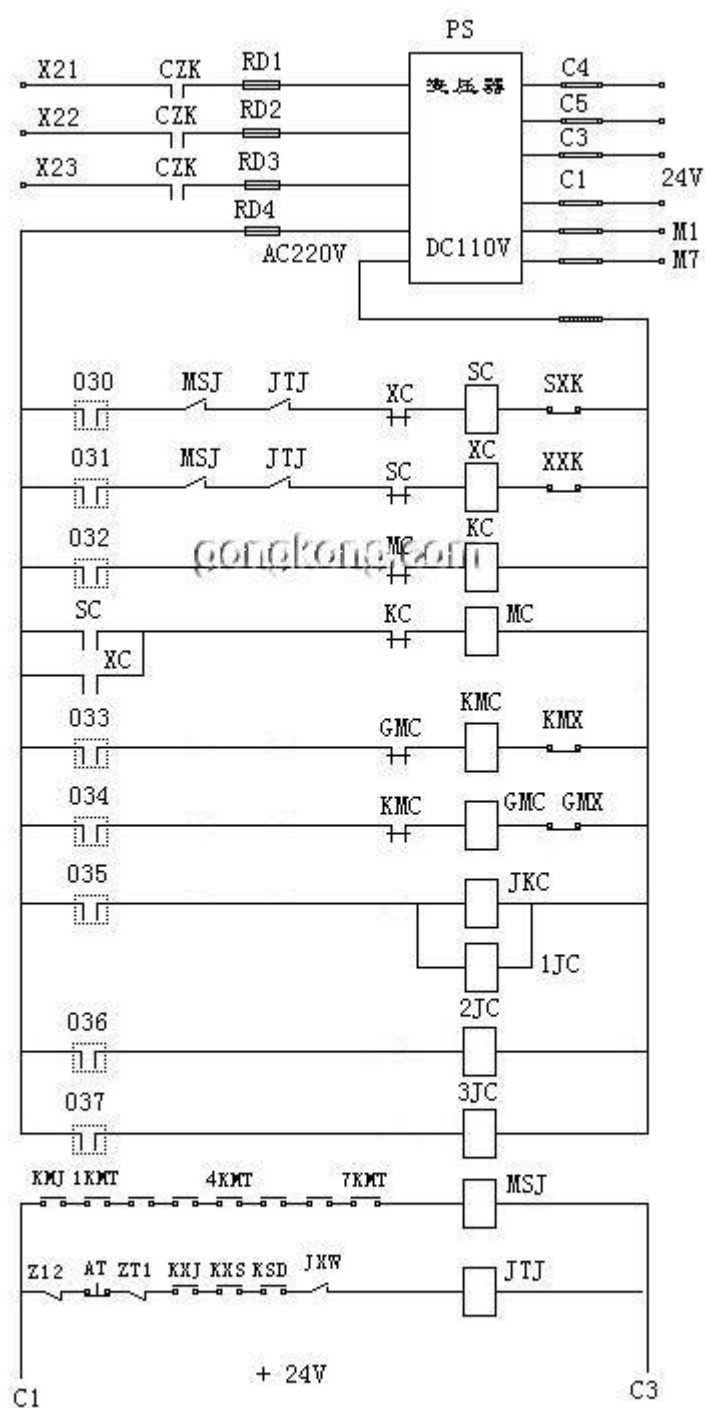 PS
X21 CZK RD1 变压器 C4
X22 CZK RD2 C5
X23 CZK RD3 C3
C1 24V
RD4 AC220V DC110V M1
M7
030 MSJ JTJ XC SC SXK
031 MSJ JTJ SC XC XXK
032 MC KC
gongkong.com
SC KC MC
XC
033 GMC KMC KMX
034 KMC GMC GMX
035 JKC
1JC
036 2JC
037 3JC
KMJ 1KMT 4KMT 7KMT MSJ
Z12 AT ZT1 KXJ KXS KSD JXW JTJ
+ 24V
C1 C3